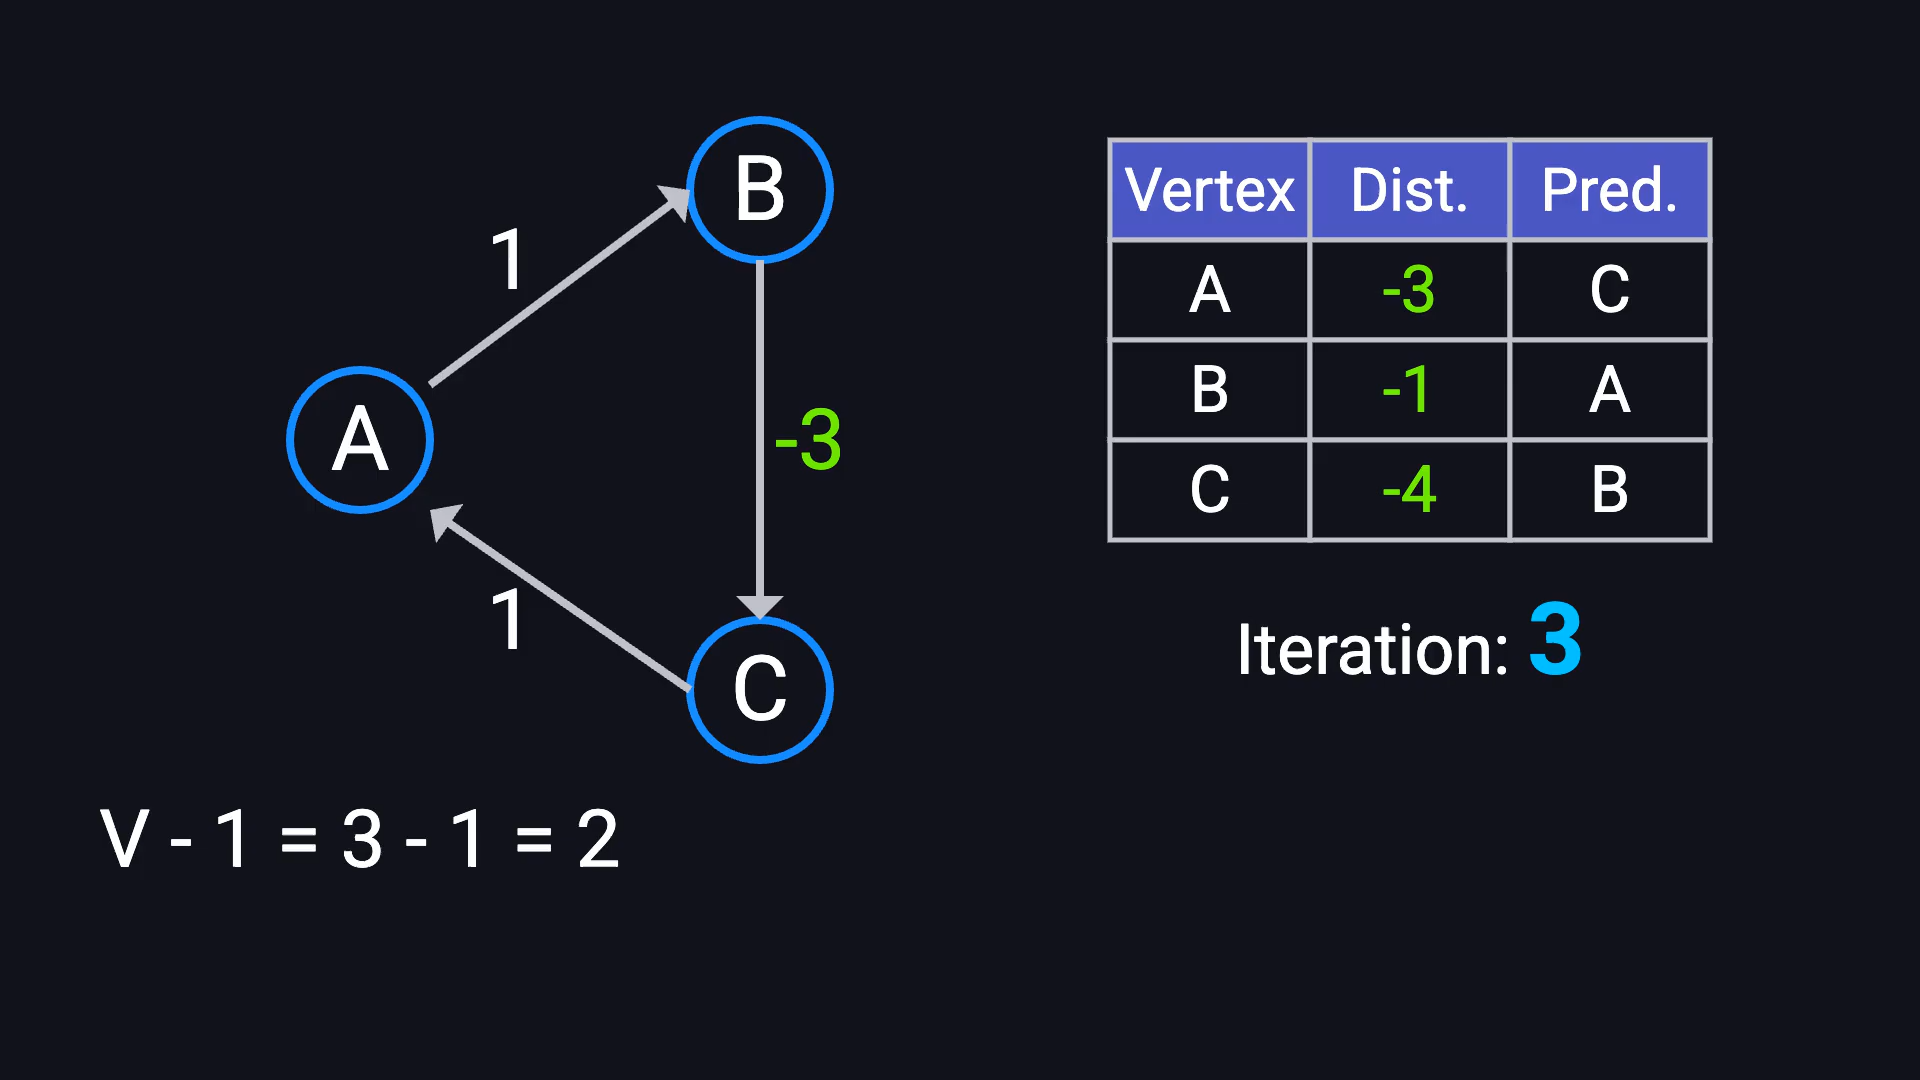 B
1
A
-3
1
C
V - 1 = 3 - 1 = 2
Vertex Dist. Pred.
A -3 C
B -1 A
C -4 B
Iteration: 3